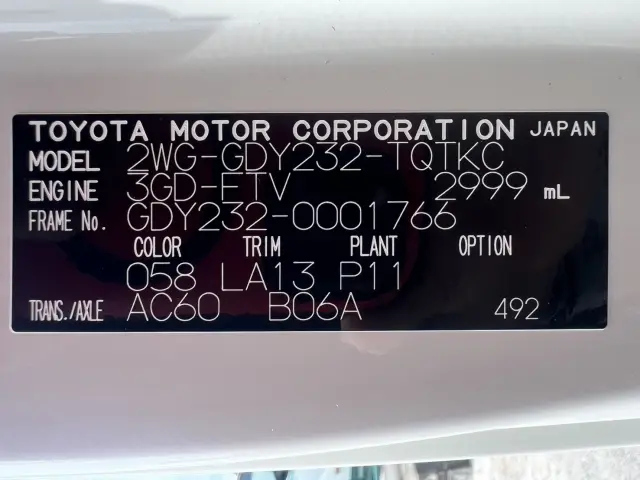 TOYOTA MOTOR CORPORATION JAPAN
MODEL 2WG-GDY232-TQTKC
ENGINE 3GD-FTV 2999 mL
FRAME No. GDY232-0001766
COLOR TRIM PLANT OPTION
058 LA13 P11
TRANS./AXLE AC60 B06A 492